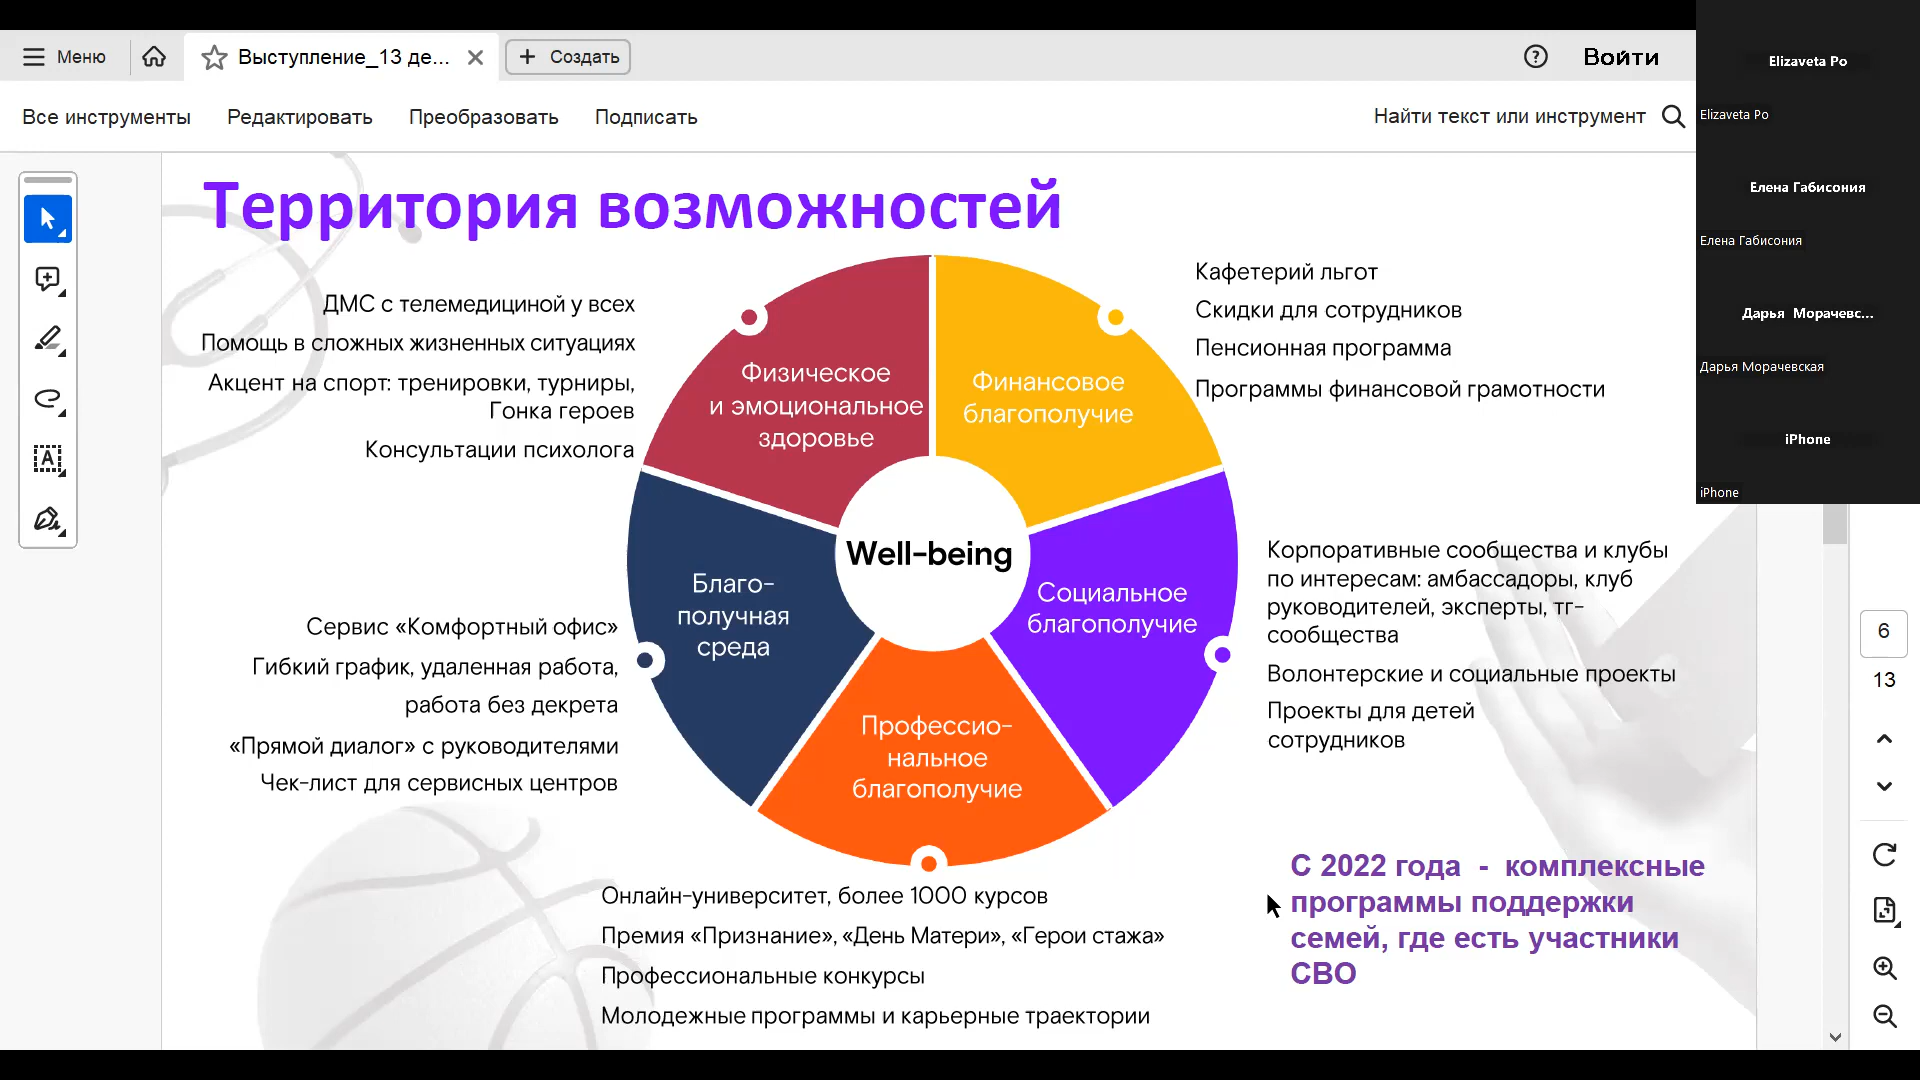 Меню
Выступление_13 де...
Создать
Войти
Все инструменты
Редактировать
Преобразовать
Подписать
Найти текст или инструмент
Elizaveta Po
Elizaveta Po
Елена Габисония
Елена Габисония
Дарья Морачевс...
Дарья Морачевская
iPhone
iPhone
Территория возможностей
ДМС с телемедициной у всех
Помощь в сложных жизненных ситуациях
Акцент на спорт: тренировки, турниры,
Гонка героев
Консультации психолога
Физическое
и эмоциональное
здоровье
Финансовое
благополучие
Кафетерий льгот
Скидки для сотрудников
Пенсионная программа
Программы финансовой грамотности
Well-being
Благо-
получная
среда
Социальное
благополучие
Сервис «Комфортный офис»
Гибкий график, удаленная работа,
работа без декрета
«Прямой диалог» с руководителями
Чек-лист для сервисных центров
Корпоративные сообщества и клубы
по интересам: амбассадоры, клуб
руководителей, эксперты, тг-
сообщества
Волонтерские и социальные проекты
Проекты для детей
сотрудников
Профессио-
нальное
благополучие
Онлайн-университет, более 1000 курсов
Премия «Признание», «День Матери», «Герои стажа»
Профессиональные конкурсы
Молодежные программы и карьерные траектории
С 2022 года - комплексные
программы поддержки
семей, где есть участники
СВО
6
13